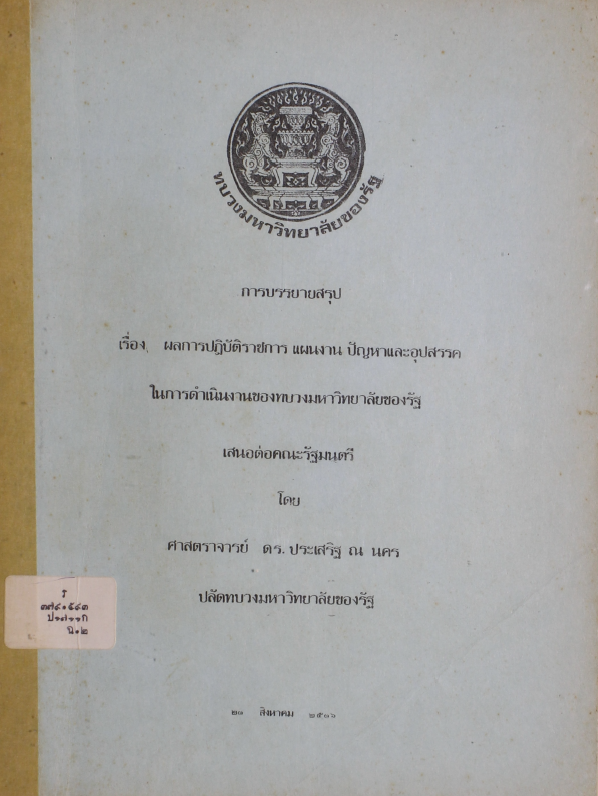 ทบวงมหาวิทยาลัยของรัฐ
การบรรยายสรุป
เรื่อง ผลการปฏิบัติราชการ แผนงาน ปัญหาและอุปสรรค
ในการดำเนินงานของทบวงมหาวิทยาลัยของรัฐ
เสนอต่อคณะรัฐมนตรี
โดย
ศาสตราจารย์ ดร. ประเสริฐ ณ นคร
ปลัดทบวงมหาวิทยาลัยของรัฐ
ร
๓๗๘.๕๙๓
ฉ.๒
สิงหาคม ๒๕๑๖